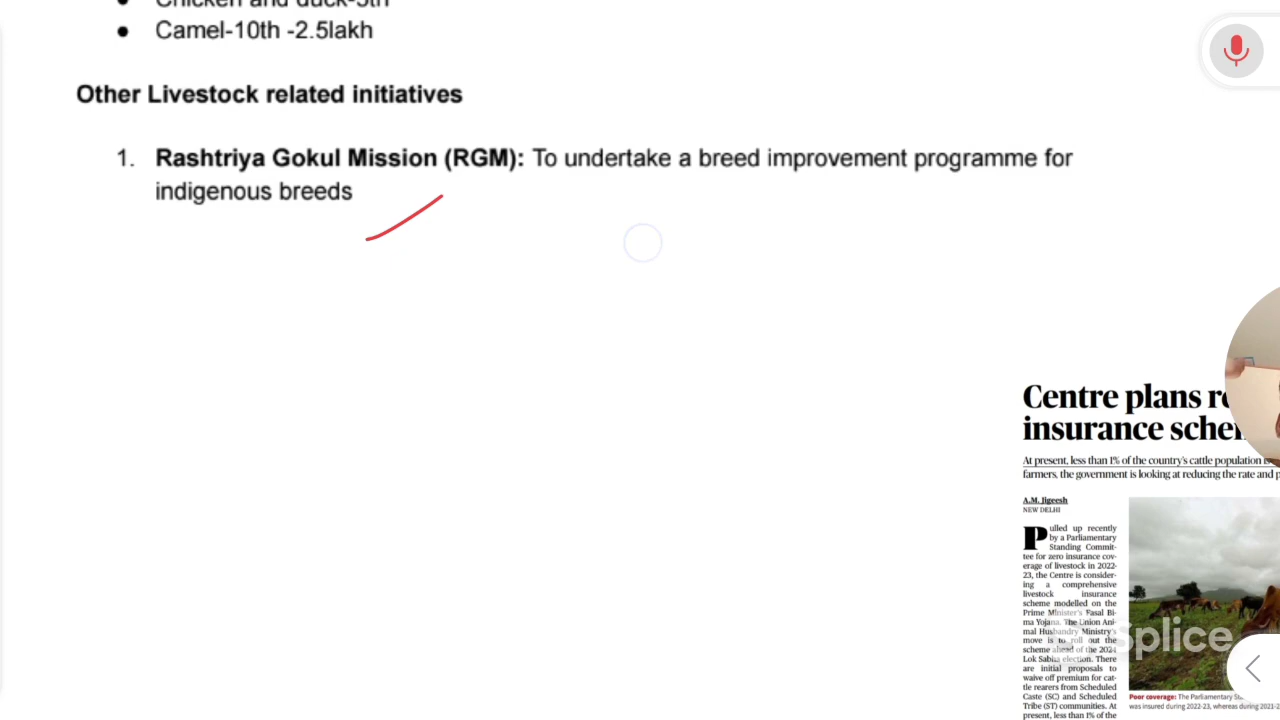 Chicken and duck-5th
Camel-10th -2.5lakh
Other Livestock related initiatives
1. Rashtriya Gokul Mission (RGM): To undertake a breed improvement programme for
indigenous breeds
Centre plans
insurance
At present, less than 1% of the country's cattle population
farmers, the government is looking at reducing the rate and
A.M. Jigeesh
NEW DELHI
Pulled up recently
by a Parliamentary
Standing Commit-
tee for zero insurance cov-
erage of livestock in 2022-
23, the Centre is consider-
ing a comprehensive
livestock insurance
scheme modelled on the
Prime Minister's Fasal Bi-
ma Yojana. The Union Ani-
mal Husbandry Ministry's
move is to roll out the
scheme ahead of the 2024
Lok Sabha election. There
are initial proposals to
waive off premium for cat-
tle rearers from Scheduled
Caste (SC) and Scheduled
Tribe (ST) communities. At
present, less than 1% of the
Splice
Poor coverage: The Parliamentary
was insured during 2022-23, whereas during